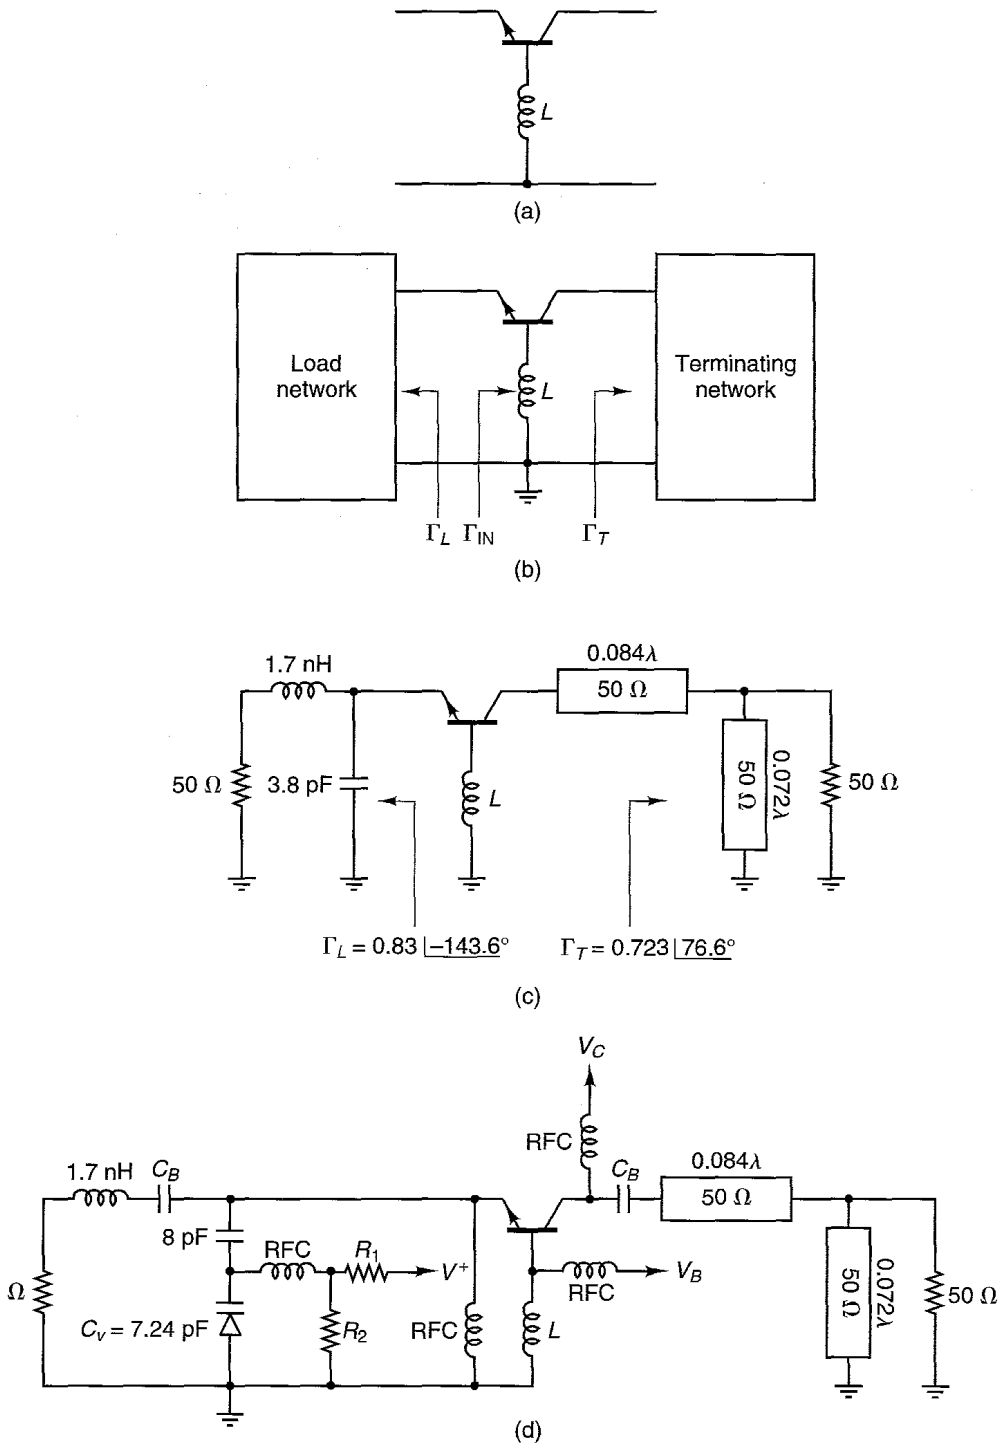 L
(a)
Load
network
L
Terminating
network
Γ_L Γ_IN Γ_T
(b)
1.7 nH
0.084λ
50 Ω
50 Ω
3.8 pF
L
50 Ω
0.072λ
50 Ω
Γ_L = 0.83 |–143.6°
Γ_T = 0.723 |76.6°
(c)
V_C
RFC
1.7 nH
C_B
C_B
0.084λ
50 Ω
8 pF
RFC
R_1
V^+
RFC
V_B
Ω
C_v = 7.24 pF
R_2
RFC
L
50 Ω
0.072λ
50 Ω
(d)